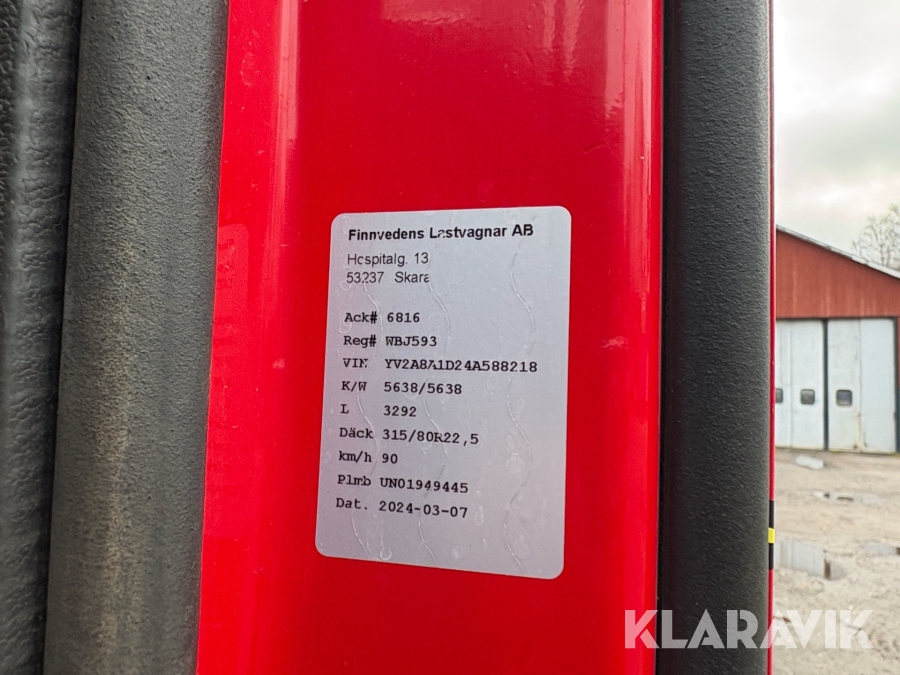 Finnvedens Lastvagnar AB
Hospitalg. 13
53237 Skara
Ack# 6816
Reg# WBJ593
VIN YV2A8A1D24A588218
K/W 5638/5638
L 3292
Däck 315/80R22,5
km/h 90
Plmb UN01949445
Dat. 2024-03-07
KLARAVIK